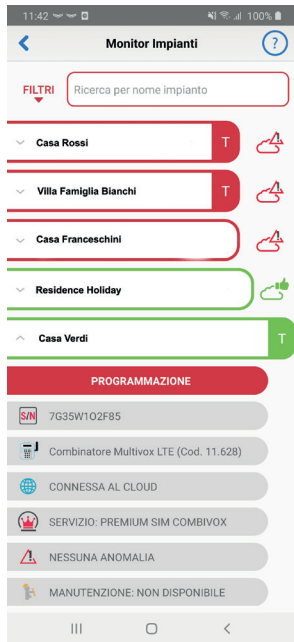 11:42 100%
Monitor Impianti ?
FILTRI Ricerca per nome impianto
Casa Rossi T
Villa Famiglia Bianchi T
Casa Franceschini
Residence Holiday
Casa Verdi T
PROGRAMMAZIONE
S/N 7G35W1O2F85
Combinatore Multivox LTE (Cod. 11.628)
CONNESSA AL CLOUD
SERVIZIO: PREMIUM SIM COMBIVOX
NESSUNA ANOMALIA
MANUTENZIONE: NON DISPONIBILE